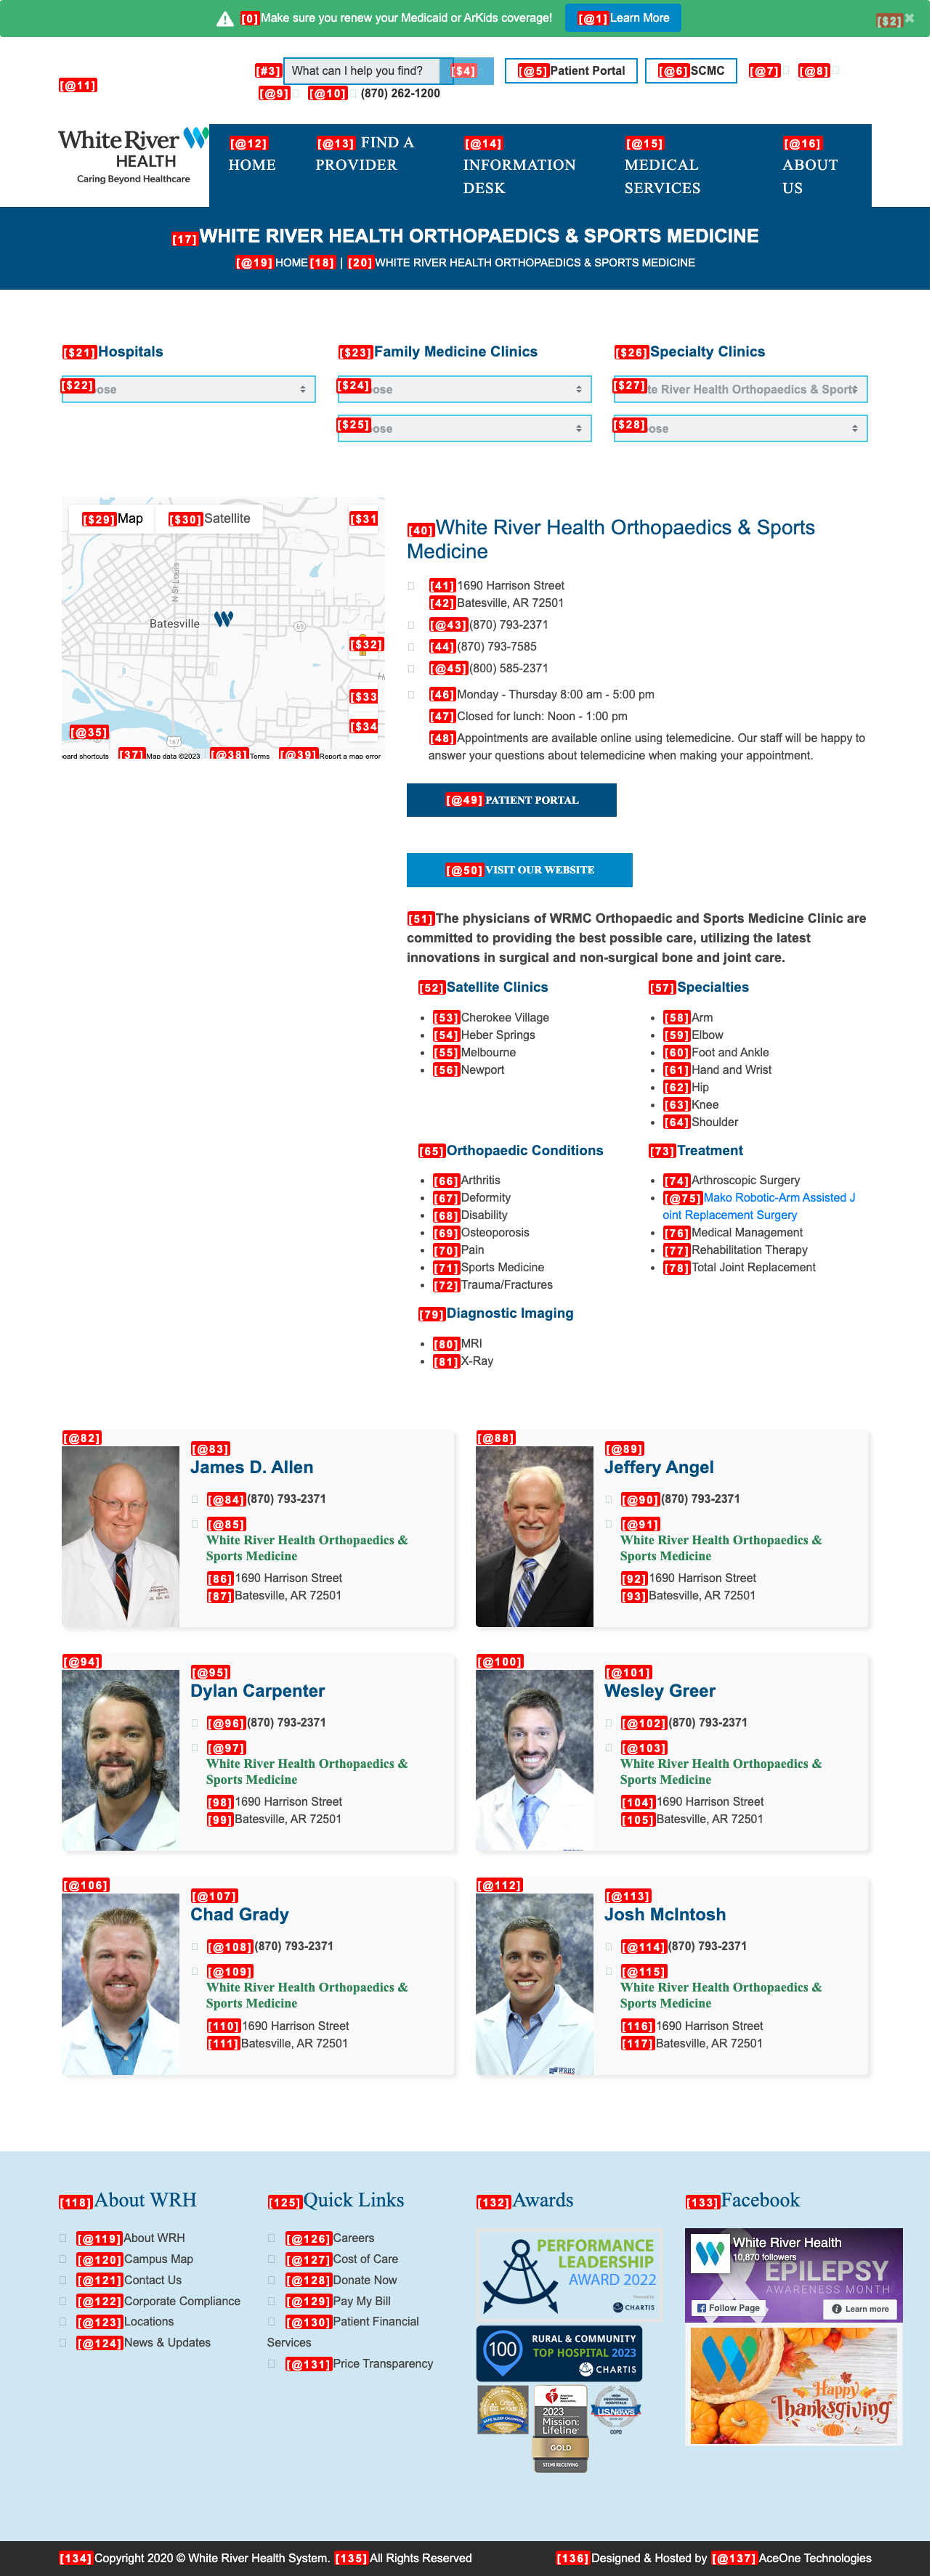 [0] Make sure you renew your Medicaid or ArKids coverage! [@1] Learn More [$2] ×
[#3] What can I help you find? [$4] [@5] Patient Portal [@6] SCMC [@7] [@8]
[@9] [@10] (870) 262-1200
[@11]
White River
HEALTH
Caring Beyond Healthcare
[@12] HOME
[@13] FIND A PROVIDER
[@14] INFORMATION DESK
[@15] MEDICAL SERVICES
[@16] ABOUT US
[17] WHITE RIVER HEALTH ORTHOPAEDICS & SPORTS MEDICINE
[@19] HOME [18] | [20] WHITE RIVER HEALTH ORTHOPAEDICS & SPORTS MEDICINE
[$21] Hospitals
[$22] ose
[$23] Family Medicine Clinics
[$24] ose
[$25] ose
[$26] Specialty Clinics
[$27] te River Health Orthopaedics & Sports
[$28] ose
[$29] Map [$30] Satellite [$31
N St Louis
Batesville
69
[$32]
[$33
[$34
[@35]
167
oard shortcuts [37] Map data ©2023 [@38] Terms [@39] Report a map error
[40] White River Health Orthopaedics & Sports
Medicine
[41] 1690 Harrison Street
[42] Batesville, AR 72501
[@43] (870) 793-2371
[44] (870) 793-7585
[@45] (800) 585-2371
[46] Monday - Thursday 8:00 am - 5:00 pm
[47] Closed for lunch: Noon - 1:00 pm
[48] Appointments are available online using telemedicine. Our staff will be happy to
answer your questions about telemedicine when making your appointment.
[@49] PATIENT PORTAL
[@50] VISIT OUR WEBSITE
[51] The physicians of WRMC Orthopaedic and Sports Medicine Clinic are
committed to providing the best possible care, utilizing the latest
innovations in surgical and non-surgical bone and joint care.
[52] Satellite Clinics
[53] Cherokee Village
[54] Heber Springs
[55] Melbourne
[56] Newport
[57] Specialties
[58] Arm
[59] Elbow
[60] Foot and Ankle
[61] Hand and Wrist
[62] Hip
[63] Knee
[64] Shoulder
[65] Orthopaedic Conditions
[66] Arthritis
[67] Deformity
[68] Disability
[69] Osteoporosis
[70] Pain
[71] Sports Medicine
[72] Trauma/Fractures
[73] Treatment
[74] Arthroscopic Surgery
[@75] Mako Robotic-Arm Assisted J
oint Replacement Surgery
[76] Medical Management
[77] Rehabilitation Therapy
[78] Total Joint Replacement
[79] Diagnostic Imaging
[80] MRI
[81] X-Ray
[@82]
[@83]
James D. Allen
[@84] (870) 793-2371
[@85]
White River Health Orthopaedics &
Sports Medicine
[86] 1690 Harrison Street
[87] Batesville, AR 72501
[@88]
[@89]
Jeffery Angel
[@90] (870) 793-2371
[@91]
White River Health Orthopaedics &
Sports Medicine
[92] 1690 Harrison Street
[93] Batesville, AR 72501
[@94]
[@95]
Dylan Carpenter
[@96] (870) 793-2371
[@97]
White River Health Orthopaedics &
Sports Medicine
[98] 1690 Harrison Street
[99] Batesville, AR 72501
[@100]
[@101]
Wesley Greer
[@102] (870) 793-2371
[@103]
White River Health Orthopaedics &
Sports Medicine
[104] 1690 Harrison Street
[105] Batesville, AR 72501
[@106]
[@107]
Chad Grady
[@108] (870) 793-2371
[@109]
White River Health Orthopaedics &
Sports Medicine
[110] 1690 Harrison Street
[111] Batesville, AR 72501
[@112]
[@113]
Josh McIntosh
[@114] (870) 793-2371
[@115]
White River Health Orthopaedics &
Sports Medicine
[116] 1690 Harrison Street
[117] Batesville, AR 72501
[118] About WRH
[@119] About WRH
[@120] Campus Map
[@121] Contact Us
[@122] Corporate Compliance
[@123] Locations
[@124] News & Updates
[125] Quick Links
[@126] Careers
[@127] Cost of Care
[@128] Donate Now
[@129] Pay My Bill
[@130] Patient Financial
Services
[@131] Price Transparency
[132] Awards
PERFORMANCE
LEADERSHIP
AWARD 2022
CHARTIS
100
RURAL & COMMUNITY
TOP HOSPITAL 2023
CHARTIS
2023
Mission:
Lifeline
GOLD
STEMI RECEIVING
U.S.News
COPD
[133] Facebook
White River Health
10,870 followers
EPILEPSY
AWARENESS MONTH
Follow Page
Learn more
Happy
Thanksgiving
[134] Copyright 2020 © White River Health System. [135] All Rights Reserved
[136] Designed & Hosted by [@137] AceOne Technologies